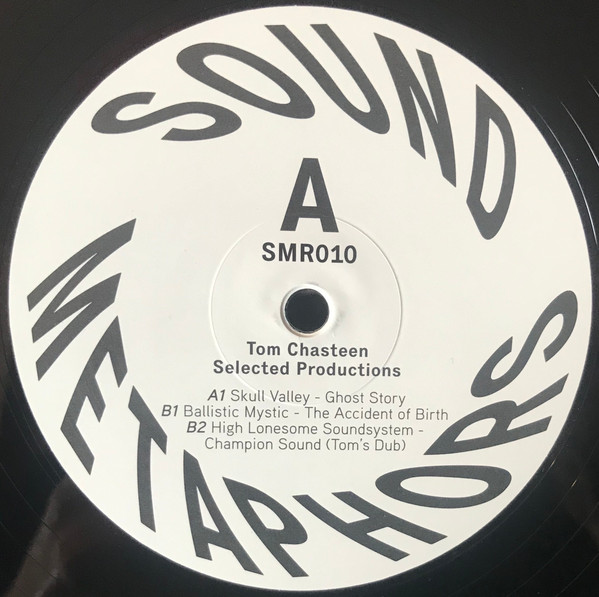 SOUND
METAPHORS
A
SMR010
Tom Chasteen
Selected Productions
A1 Skull Valley - Ghost Story
B1 Ballistic Mystic - The Accident of Birth
B2 High Lonesome Soundsystem -
Champion Sound (Tom's Dub)